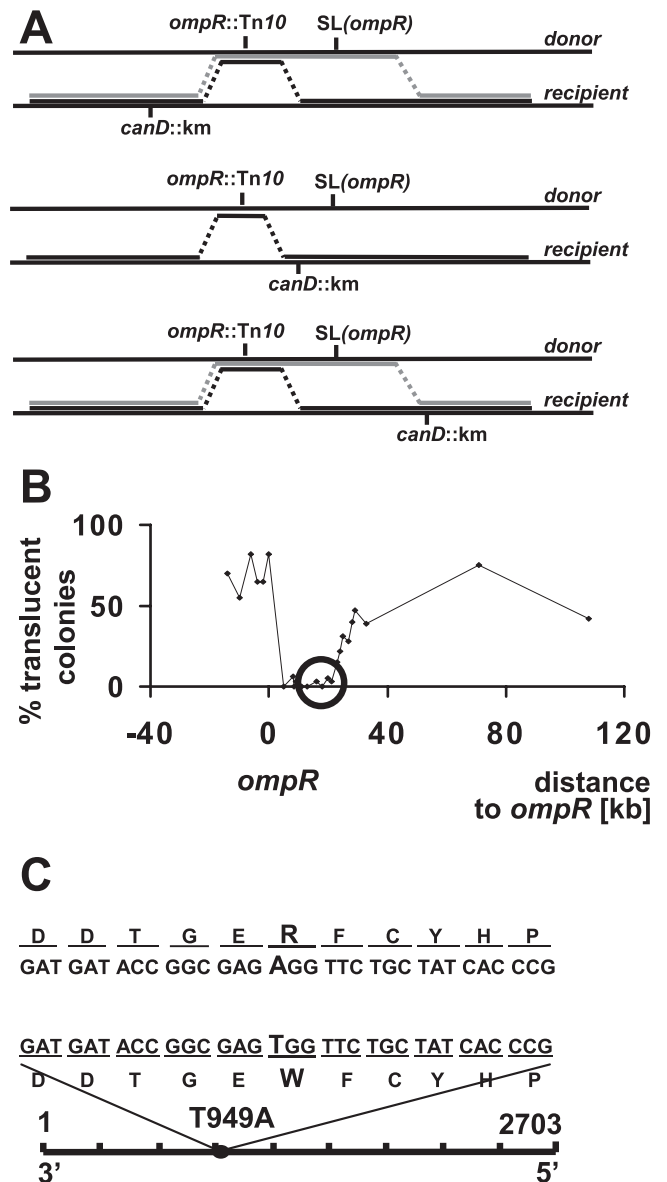 A
ompR::Tn10 SL(ompR)
donor
recipient
canD::km
ompR::Tn10 SL(ompR)
donor
recipient
canD::km
ompR::Tn10 SL(ompR)
donor
recipient
canD::km
B
% translucent
colonies
100
50
0
-40 0 40 80 120
ompR
distance
to ompR [kb]
C
D D T G E R F C Y H P
GAT GAT ACC GGC GAG AGG TTC TGC TAT CAC CCG
GAT GAT ACC GGC GAG TGG TTC TGC TAT CAC CCG
D D T G E W F C Y H P
1 T949A 2703
3’ 5’